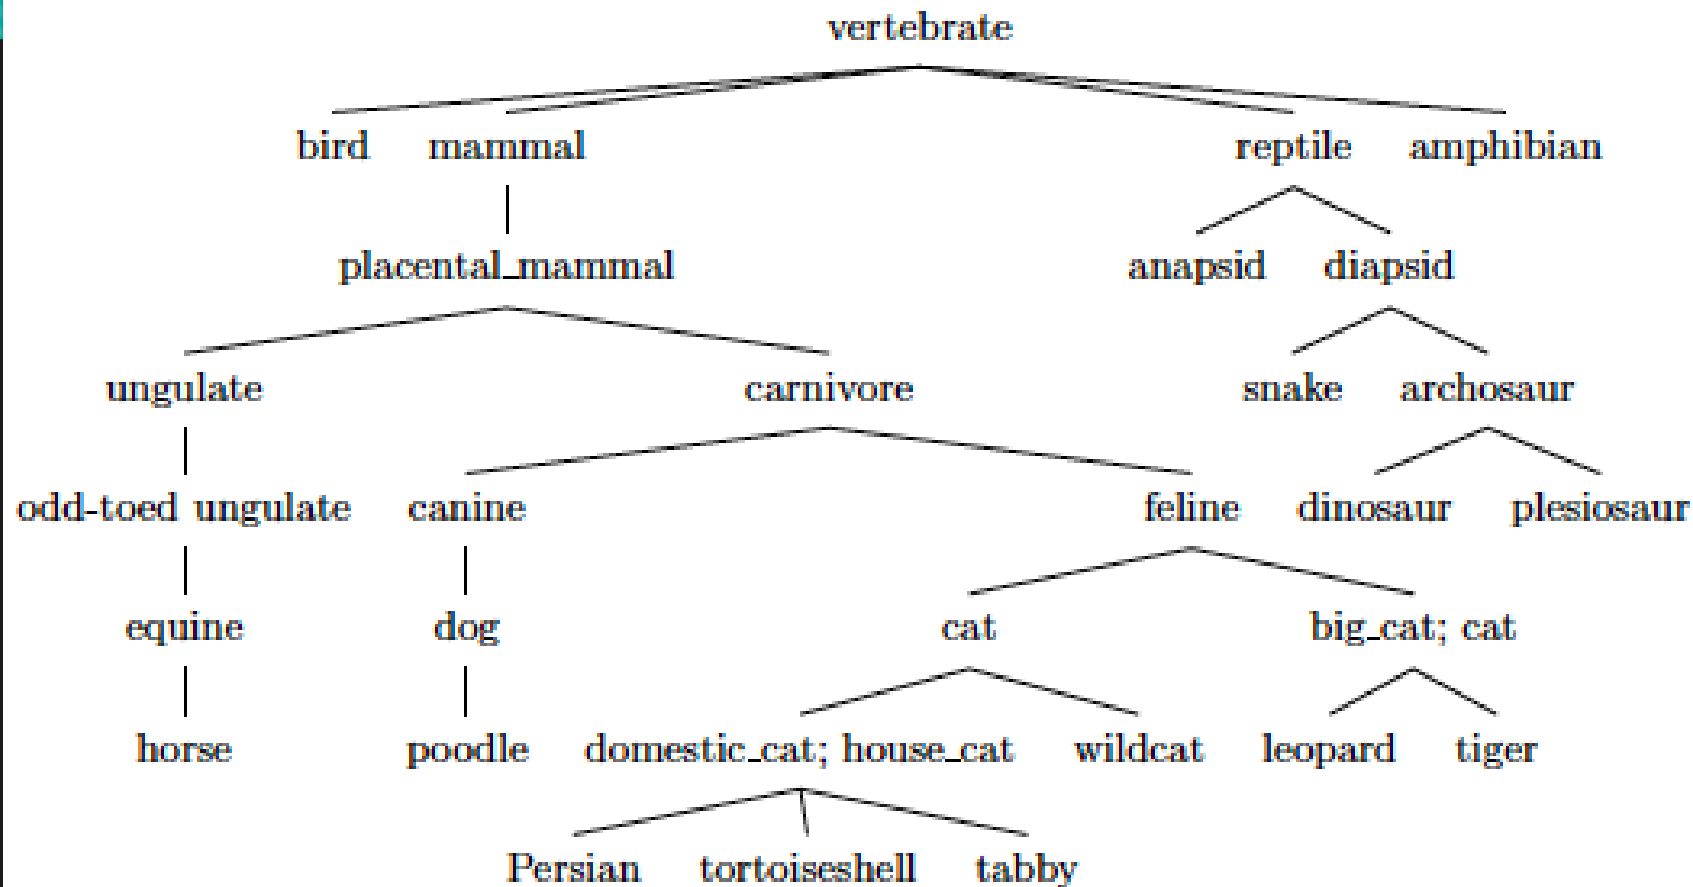 vertebrate
bird mammal reptile amphibian
placental_mammal anapsid diapsid
ungulate carnivore snake archosaur
odd-toed ungulate canine feline dinosaur plesiosaur
equine dog cat big_cat; cat
horse poodle domestic_cat; house_cat wildcat leopard tiger
Persian tortoiseshell tabby